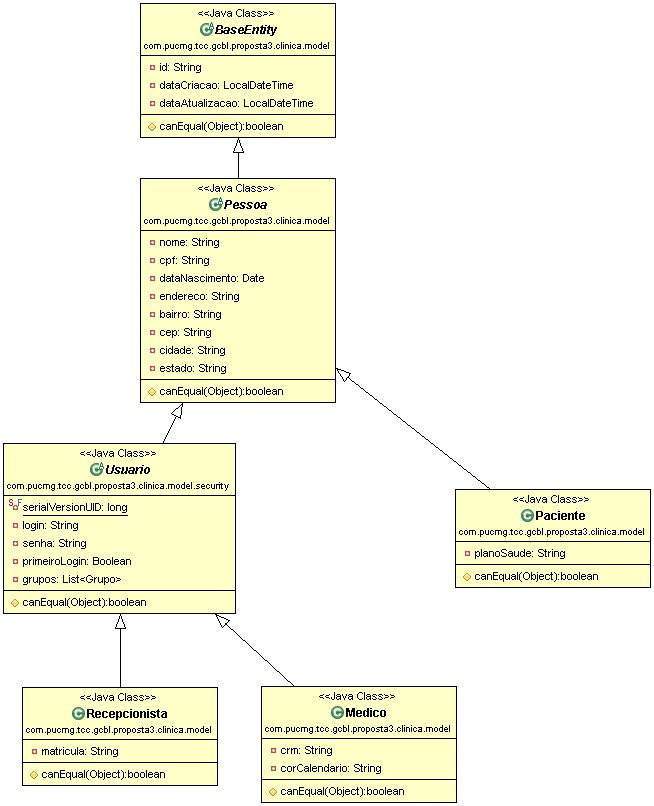 <<Java Class>>
BaseEntity
com.pucmg.tcc.gcbl.proposta3.clinica.model
id: String
dataCriacao: LocalDateTime
dataAtualizacao: LocalDateTime
canEqual(Object):boolean
<<Java Class>>
Pessoa
com.pucmg.tcc.gcbl.proposta3.clinica.model
nome: String
cpf: String
dataNascimento: Date
endereco: String
bairro: String
cep: String
cidade: String
estado: String
canEqual(Object):boolean
<<Java Class>>
Usuario
com.pucmg.tcc.gcbl.proposta3.clinica.model.security
serialVersionUID: long
login: String
senha: String
primeiroLogin: Boolean
grupos: List<Grupo>
canEqual(Object):boolean
<<Java Class>>
Paciente
com.pucmg.tcc.gcbl.proposta3.clinica.model
planoSaude: String
canEqual(Object):boolean
<<Java Class>>
Recepcionista
com.pucmg.tcc.gcbl.proposta3.clinica.model
matricula: String
canEqual(Object):boolean
<<Java Class>>
Medico
com.pucmg.tcc.gcbl.proposta3.clinica.model
crm: String
corCalendario: String
canEqual(Object):boolean